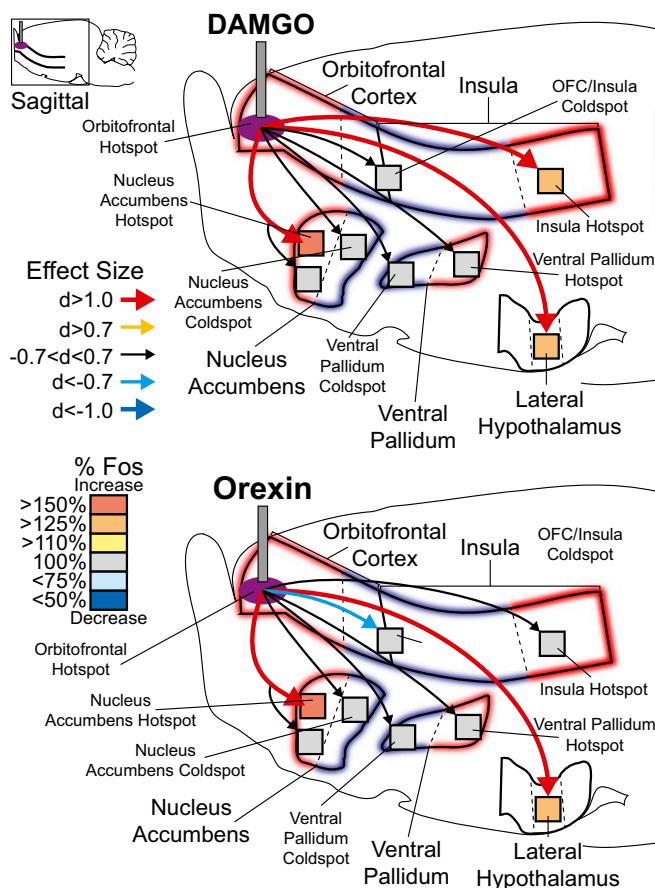 DAMGO
Sagittal
Orbitofrontal
Cortex
Insula
OFC/Insula
Coldspot
Orbitofrontal
Hotspot
Nucleus
Accumbens
Hotspot
Insula Hotspot
Effect Size
d>1.0
d>0.7
-0.7<d<0.7
d<-0.7
d<-1.0
Nucleus
Accumbens
Coldspot
Nucleus
Accumbens
Ventral
Pallidum
Coldspot
Ventral Pallidum
Hotspot
Ventral
Pallidum
Lateral
Hypothalamus
% Fos
Increase
>150%
>125%
>110%
100%
<75%
<50%
Decrease
Orexin
Orbitofrontal
Cortex
Insula
OFC/Insula
Coldspot
Orbitofrontal
Hotspot
Insula Hotspot
Nucleus
Accumbens Hotspot
Nucleus
Accumbens Coldspot
Nucleus
Accumbens
Ventral
Pallidum
Coldspot
Ventral Pallidum
Hotspot
Ventral
Pallidum
Lateral
Hypothalamus